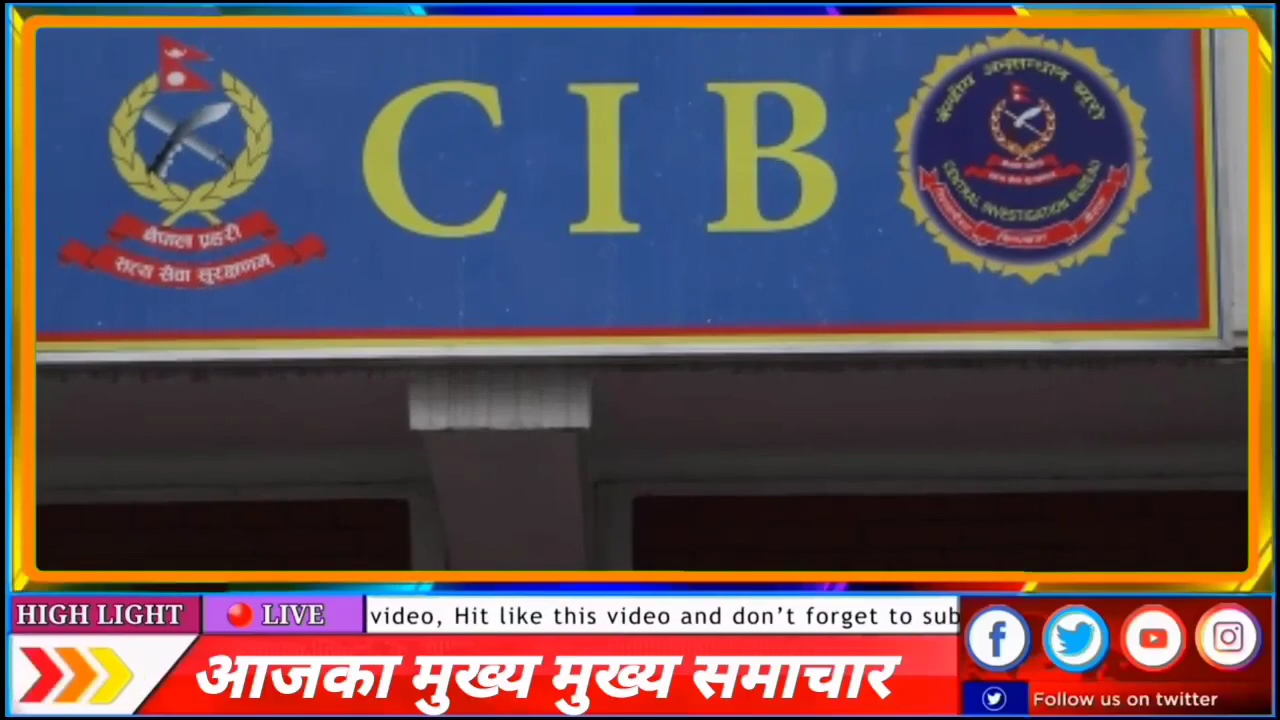 CIB
नेपाल प्रहरी
सत्य सेवा सुरक्षणम्
केन्द्रीय अनुसन्धान ब्यूरो
CENTRAL INVESTIGATION BUREAU
HIGH LIGHT
LIVE
video, Hit like this video and don't forget to sub
आजका मुख्य मुख्य समाचार
Follow us on twitter